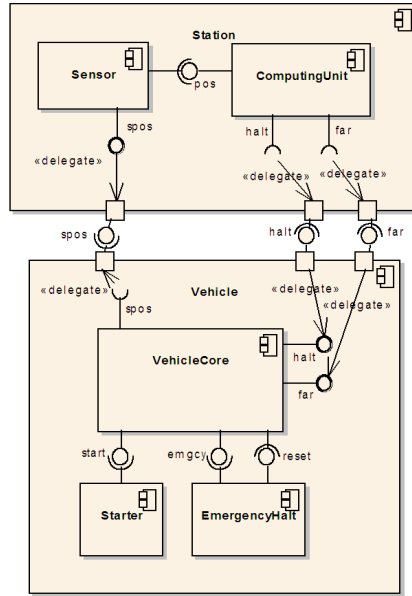 Station
Sensor
ComputingUnit
pos
spos
halt
far
«delegate»
«delegate»
«delegate»
spos
halt
far
«delegate»
Vehicle
«delegate»
«delegate»
spos
VehicleCore
halt
far
start
emgcy
reset
Starter
EmergencyHalt